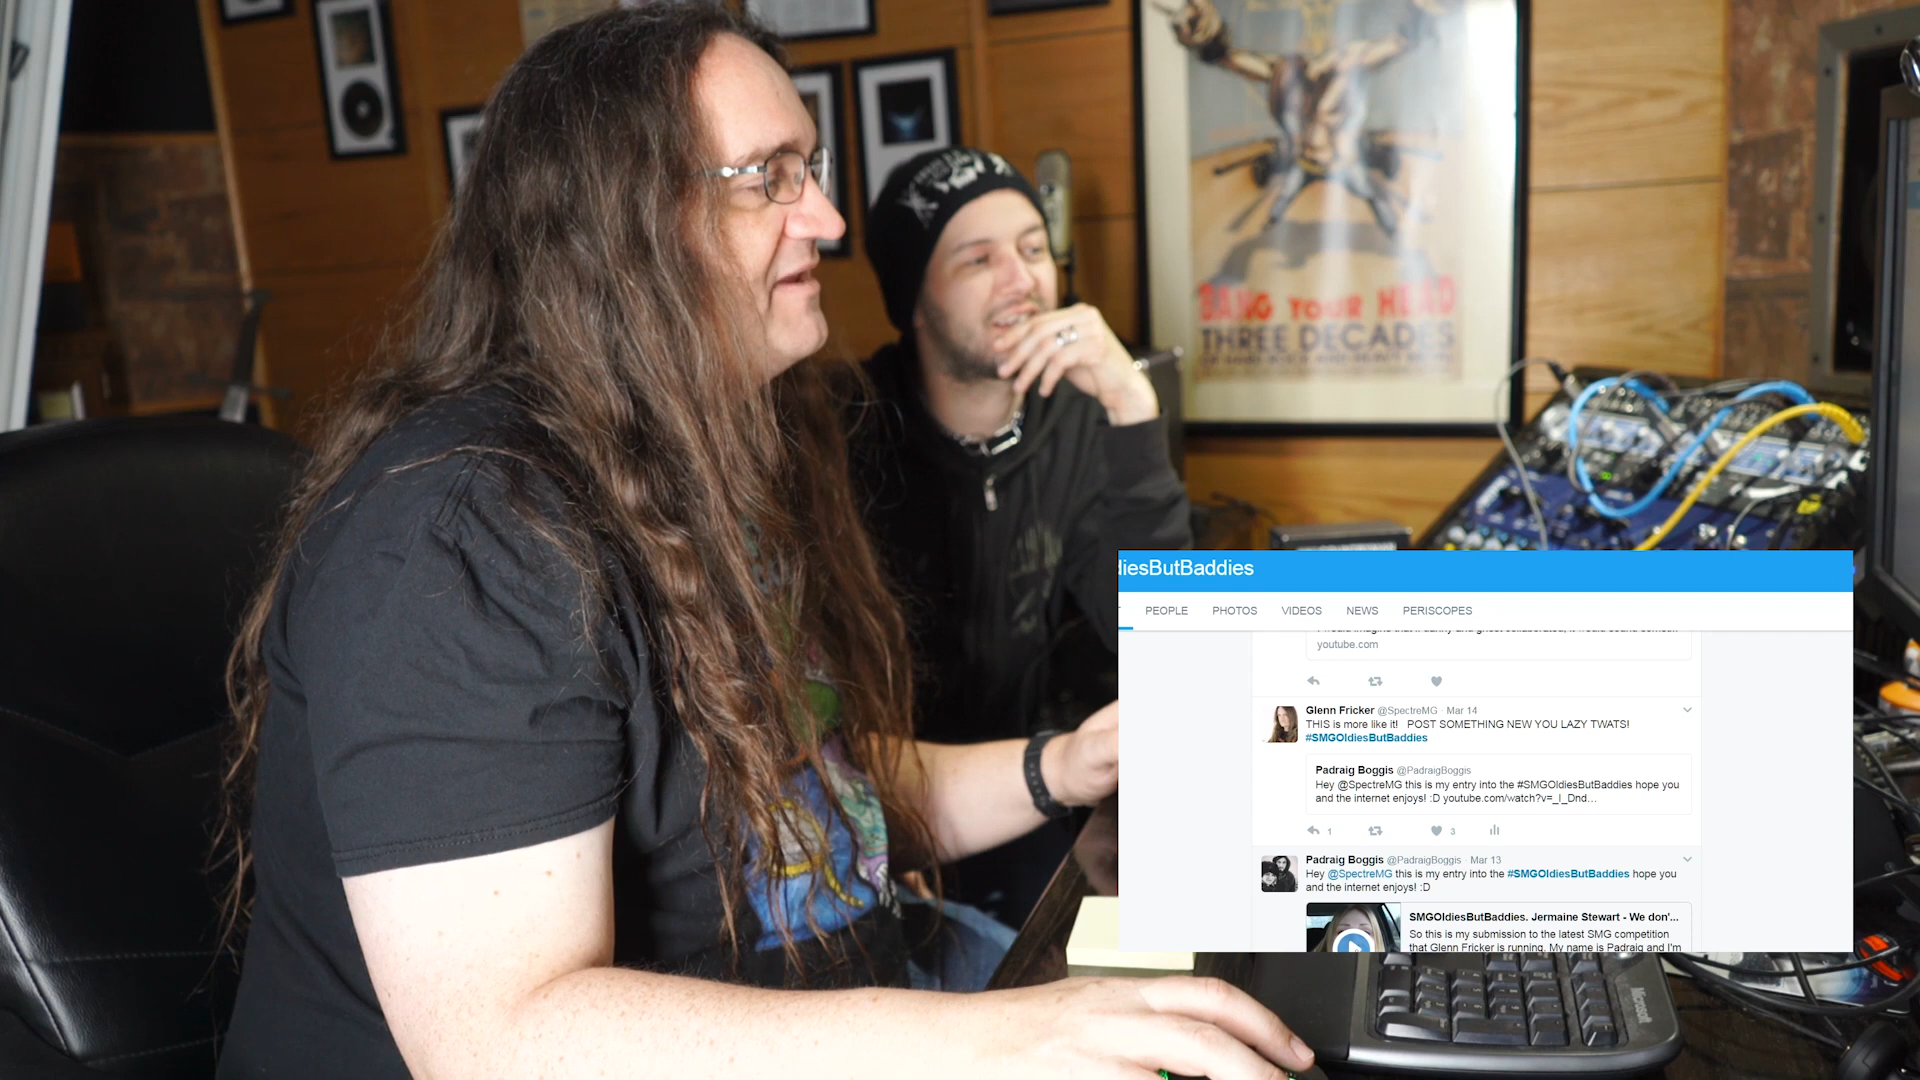 BANG YOUR HEAD
THREE DECADES
diesButBaddies
PEOPLE PHOTOS VIDEOS NEWS PERISCOPES
youtube.com
Glenn Fricker @SpectreMG · Mar 14
THIS is more like it! POST SOMETHING NEW YOU LAZY TWATS!
#SMGOldiesButBaddies
Padraig Boggis @PadraigBoggis
Hey @SpectreMG this is my entry into the #SMGOldiesButBaddies hope you
and the internet enjoys! :D youtube.com/watch?v=_I_Dnd…
1 3
Padraig Boggis @PadraigBoggis · Mar 13
Hey @SpectreMG this is my entry into the #SMGOldiesButBaddies hope you
and the internet enjoys! :D
SMGOldiesButBaddies. Jermaine Stewart - We don'...
So this is my submission to the latest SMG competition
that Glenn Fricker is running. My name is Padraig and I'm
Microsoft